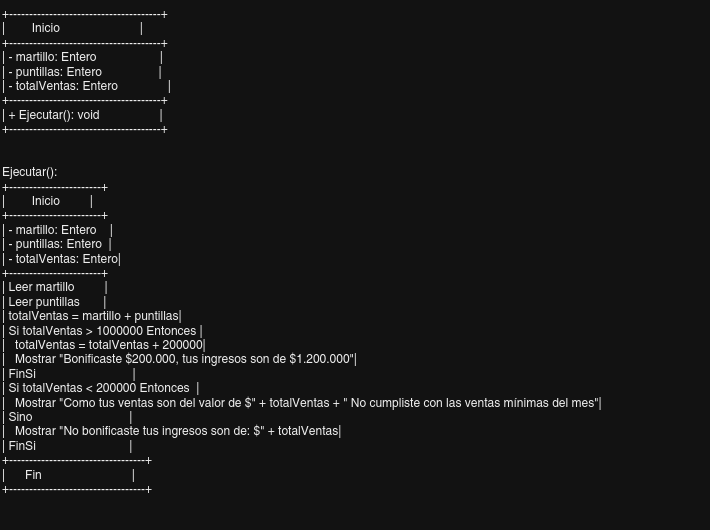 +--------------------------------------+
|        Inicio                        |
+--------------------------------------+
| - martillo: Entero                   |
| - puntillas: Entero                  |
| - totalVentas: Entero                |
+--------------------------------------+
| + Ejecutar(): void                   |
+--------------------------------------+
Ejecutar():
+-----------------------+
|        Inicio         |
+-----------------------+
| - martillo: Entero    |
| - puntillas: Entero  |
| - totalVentas: Entero|
+-----------------------+
| Leer martillo         |
| Leer puntillas       |
| totalVentas = martillo + puntillas|
| Si totalVentas > 1000000 Entonces |
|   totalVentas = totalVentas + 200000|
|   Mostrar "Bonificaste $200.000, tus ingresos son de $1.200.000"|
| FinSi                             |
| Si totalVentas < 200000 Entonces  |
|   Mostrar "Como tus ventas son del valor de $" + totalVentas + " No cumpliste con las ventas mínimas del mes"|
| Sino                              |
|   Mostrar "No bonificaste tus ingresos son de: $" + totalVentas|
| FinSi                             |
+----------------------------------+
|      Fin                           |
+----------------------------------+